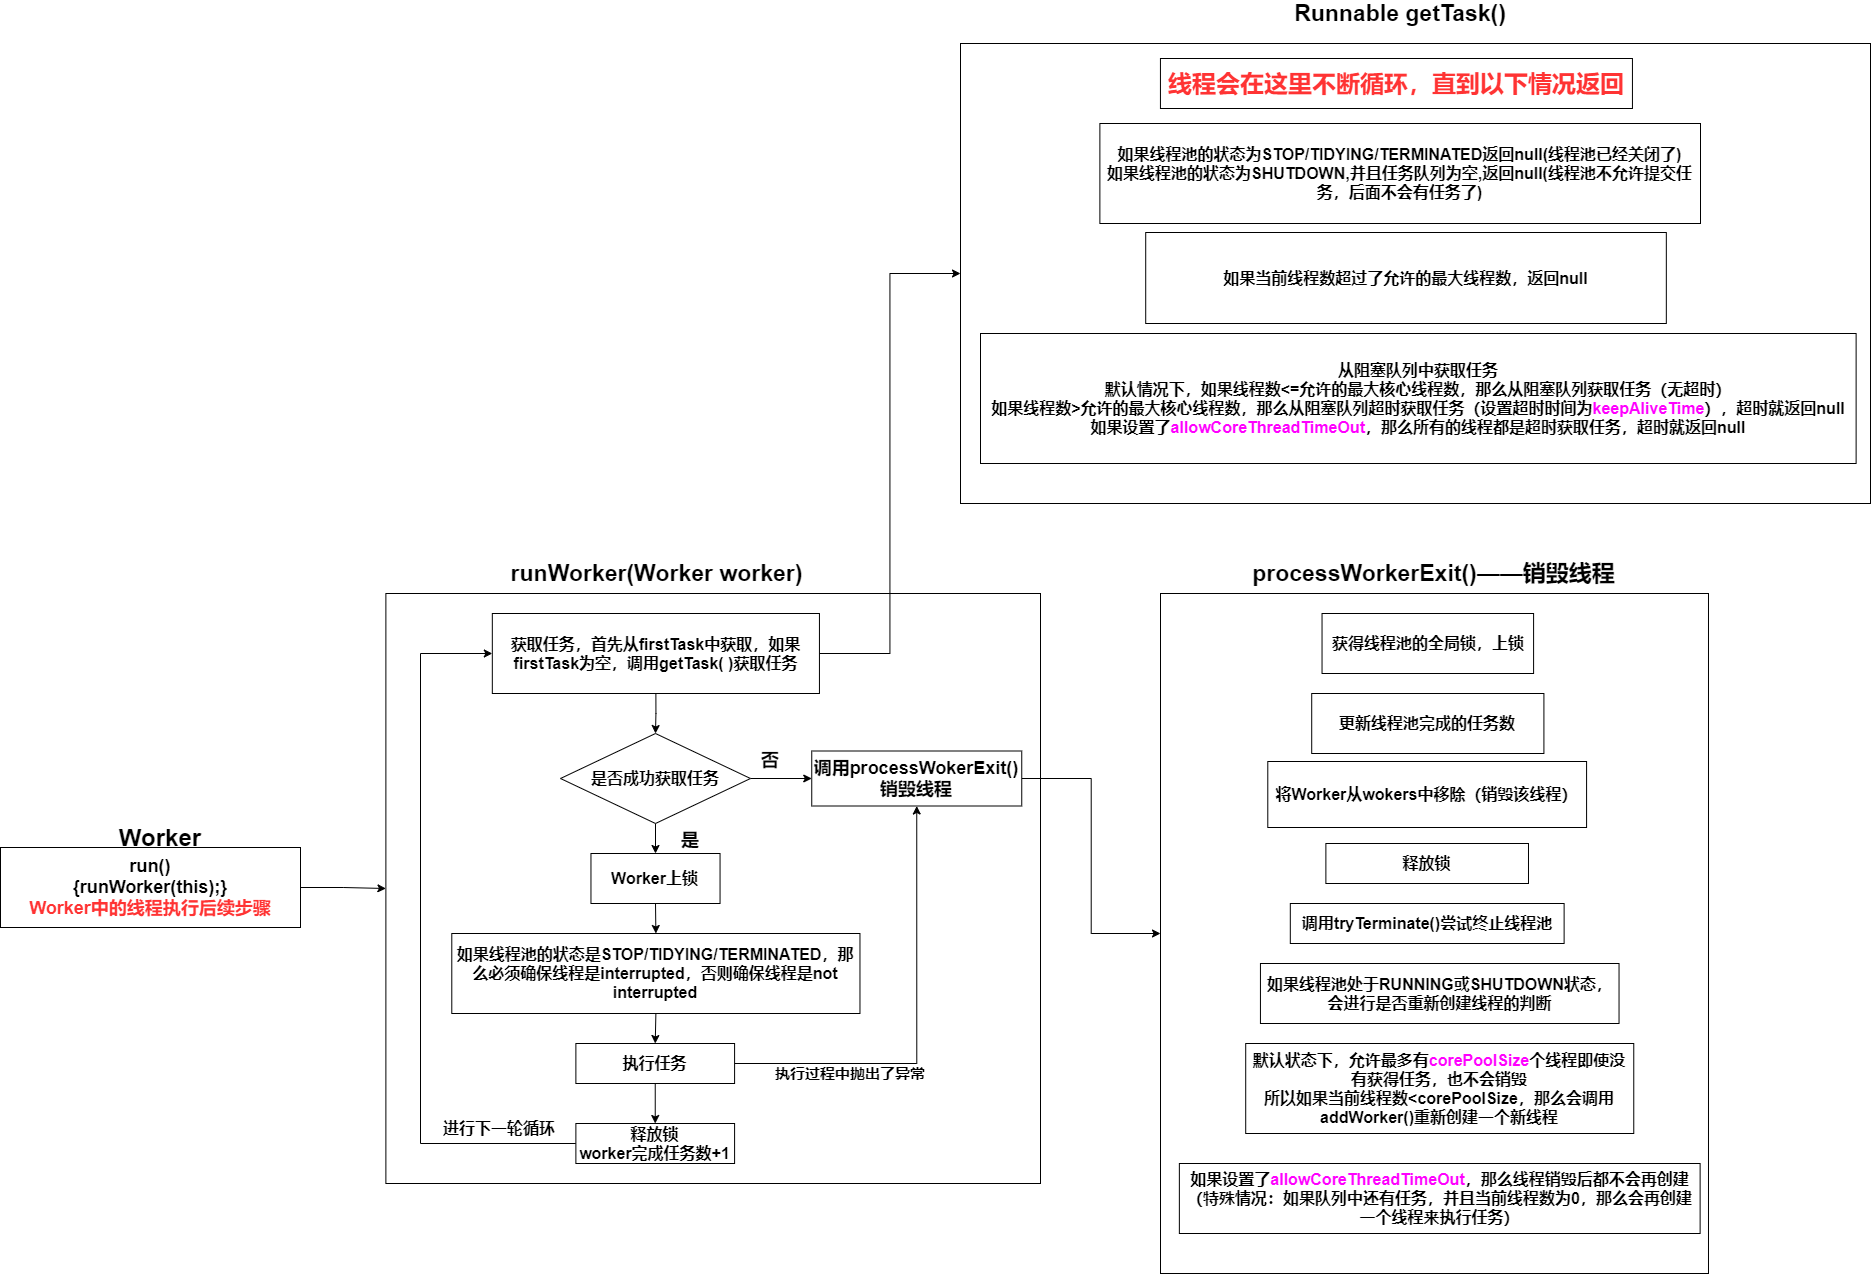 Runnable getTask()
线程会在这里不断循环，直到以下情况返回
如果线程池的状态为STOP/TIDYING/TERMINATED返回null(线程池已经关闭了)
如果线程池的状态为SHUTDOWN,并且任务队列为空,返回null(线程池不允许提交任
务，后面不会有任务了)
如果当前线程数超过了允许的最大线程数，返回null
从阻塞队列中获取任务
默认情况下，如果线程数<=允许的最大核心线程数，那么从阻塞队列获取任务（无超时）
如果线程数>允许的最大核心线程数，那么从阻塞队列超时获取任务（设置超时时间为keepAliveTime），超时就返回null
如果设置了allowCoreThreadTimeOut，那么所有的线程都是超时获取任务，超时就返回null
Worker
run()
{runWorker(this);}
Worker中的线程执行后续步骤
runWorker(Worker worker)
获取任务，首先从firstTask中获取，如果
firstTask为空，调用getTask( )获取任务
是否成功获取任务
否
调用processWokerExit()
销毁线程
是
Worker上锁
如果线程池的状态是STOP/TIDYING/TERMINATED，那
么必须确保线程是interrupted，否则确保线程是not
interrupted
执行任务
执行过程中抛出了异常
进行下一轮循环
释放锁
worker完成任务数+1
processWorkerExit()——销毁线程
获得线程池的全局锁，上锁
更新线程池完成的任务数
将Worker从wokers中移除（销毁该线程）
释放锁
调用tryTerminate()尝试终止线程池
如果线程池处于RUNNING或SHUTDOWN状态，
会进行是否重新创建线程的判断
默认状态下，允许最多有corePoolSize个线程即使没
有获得任务，也不会销毁
所以如果当前线程数<corePoolSize，那么会调用
addWorker()重新创建一个新线程
如果设置了allowCoreThreadTimeOut，那么线程销毁后都不会再创建
（特殊情况：如果队列中还有任务，并且当前线程数为0，那么会再创建
一个线程来执行任务）